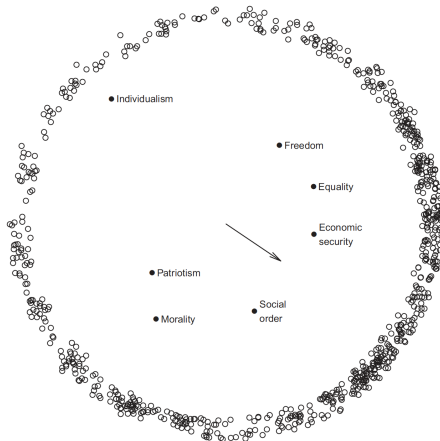 Individualism
Freedom
Equality
Economic
security
Patriotism
Social
order
Morality